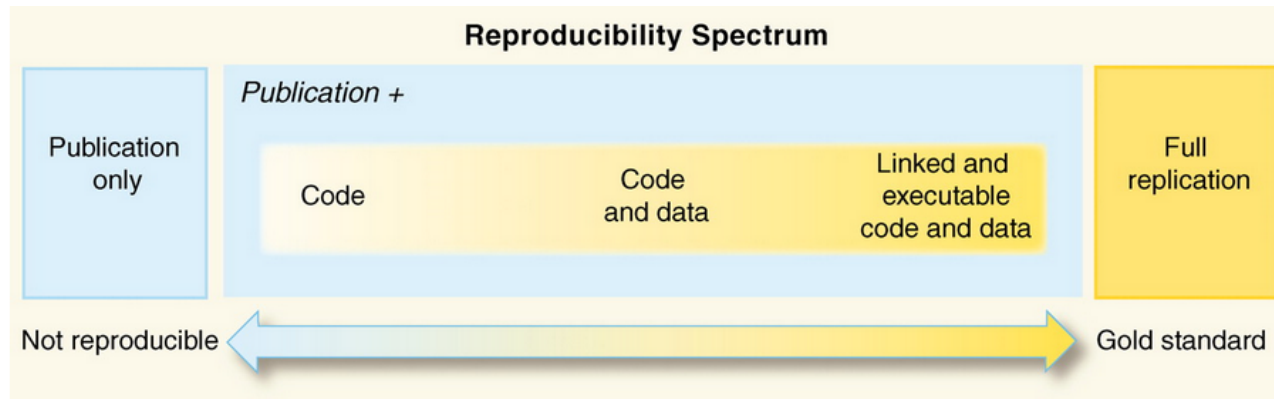 Reproducibility Spectrum
Publication
only
Publication +
Code
Code
and data
Linked and
executable
code and data
Full
replication
Not reproducible
Gold standard